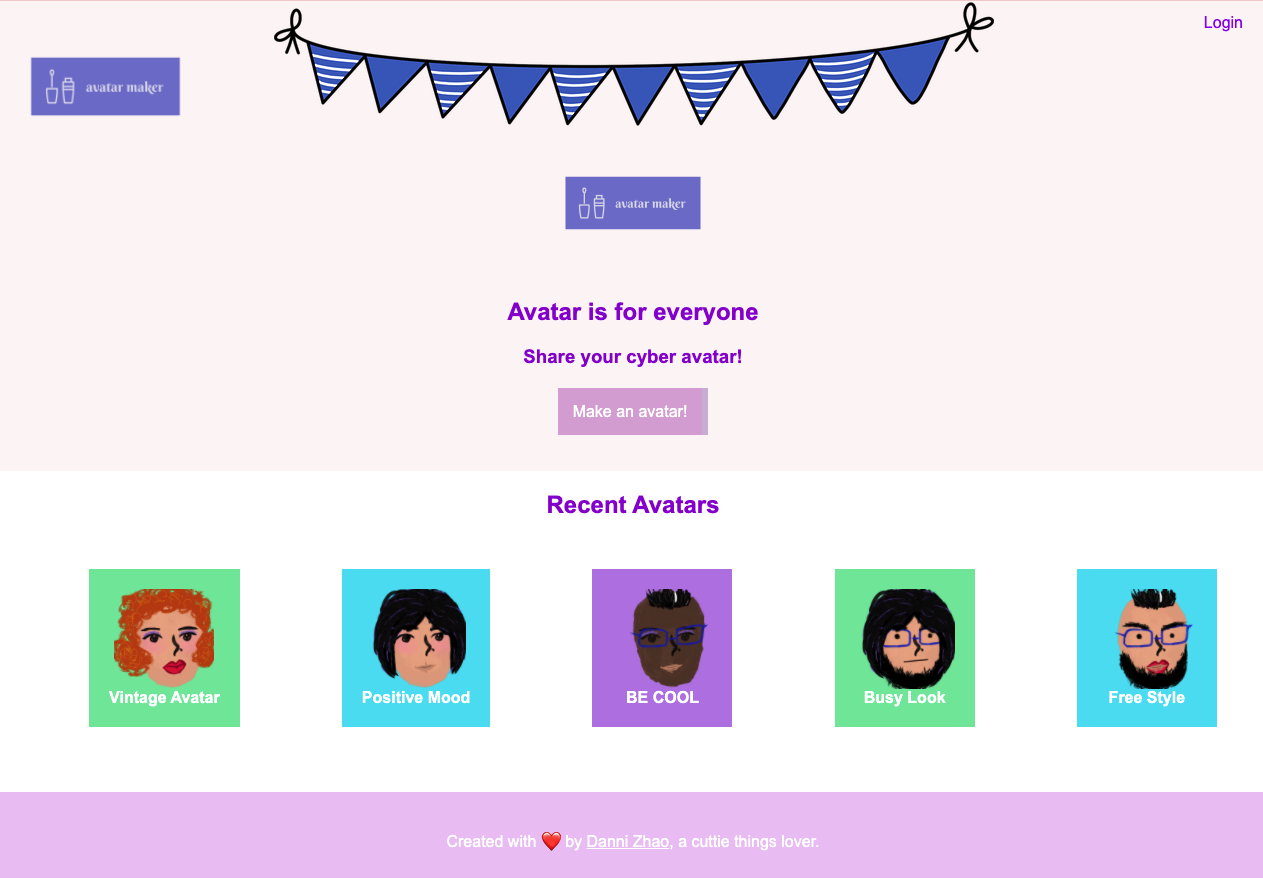 Login
avatar maker
avatar maker
Avatar is for everyone
Share your cyber avatar!
Make an avatar!
Recent Avatars
Vintage Avatar
Positive Mood
BE COOL
Busy Look
Free Style
Created with ❤️ by Danni Zhao, a cuttie things lover.